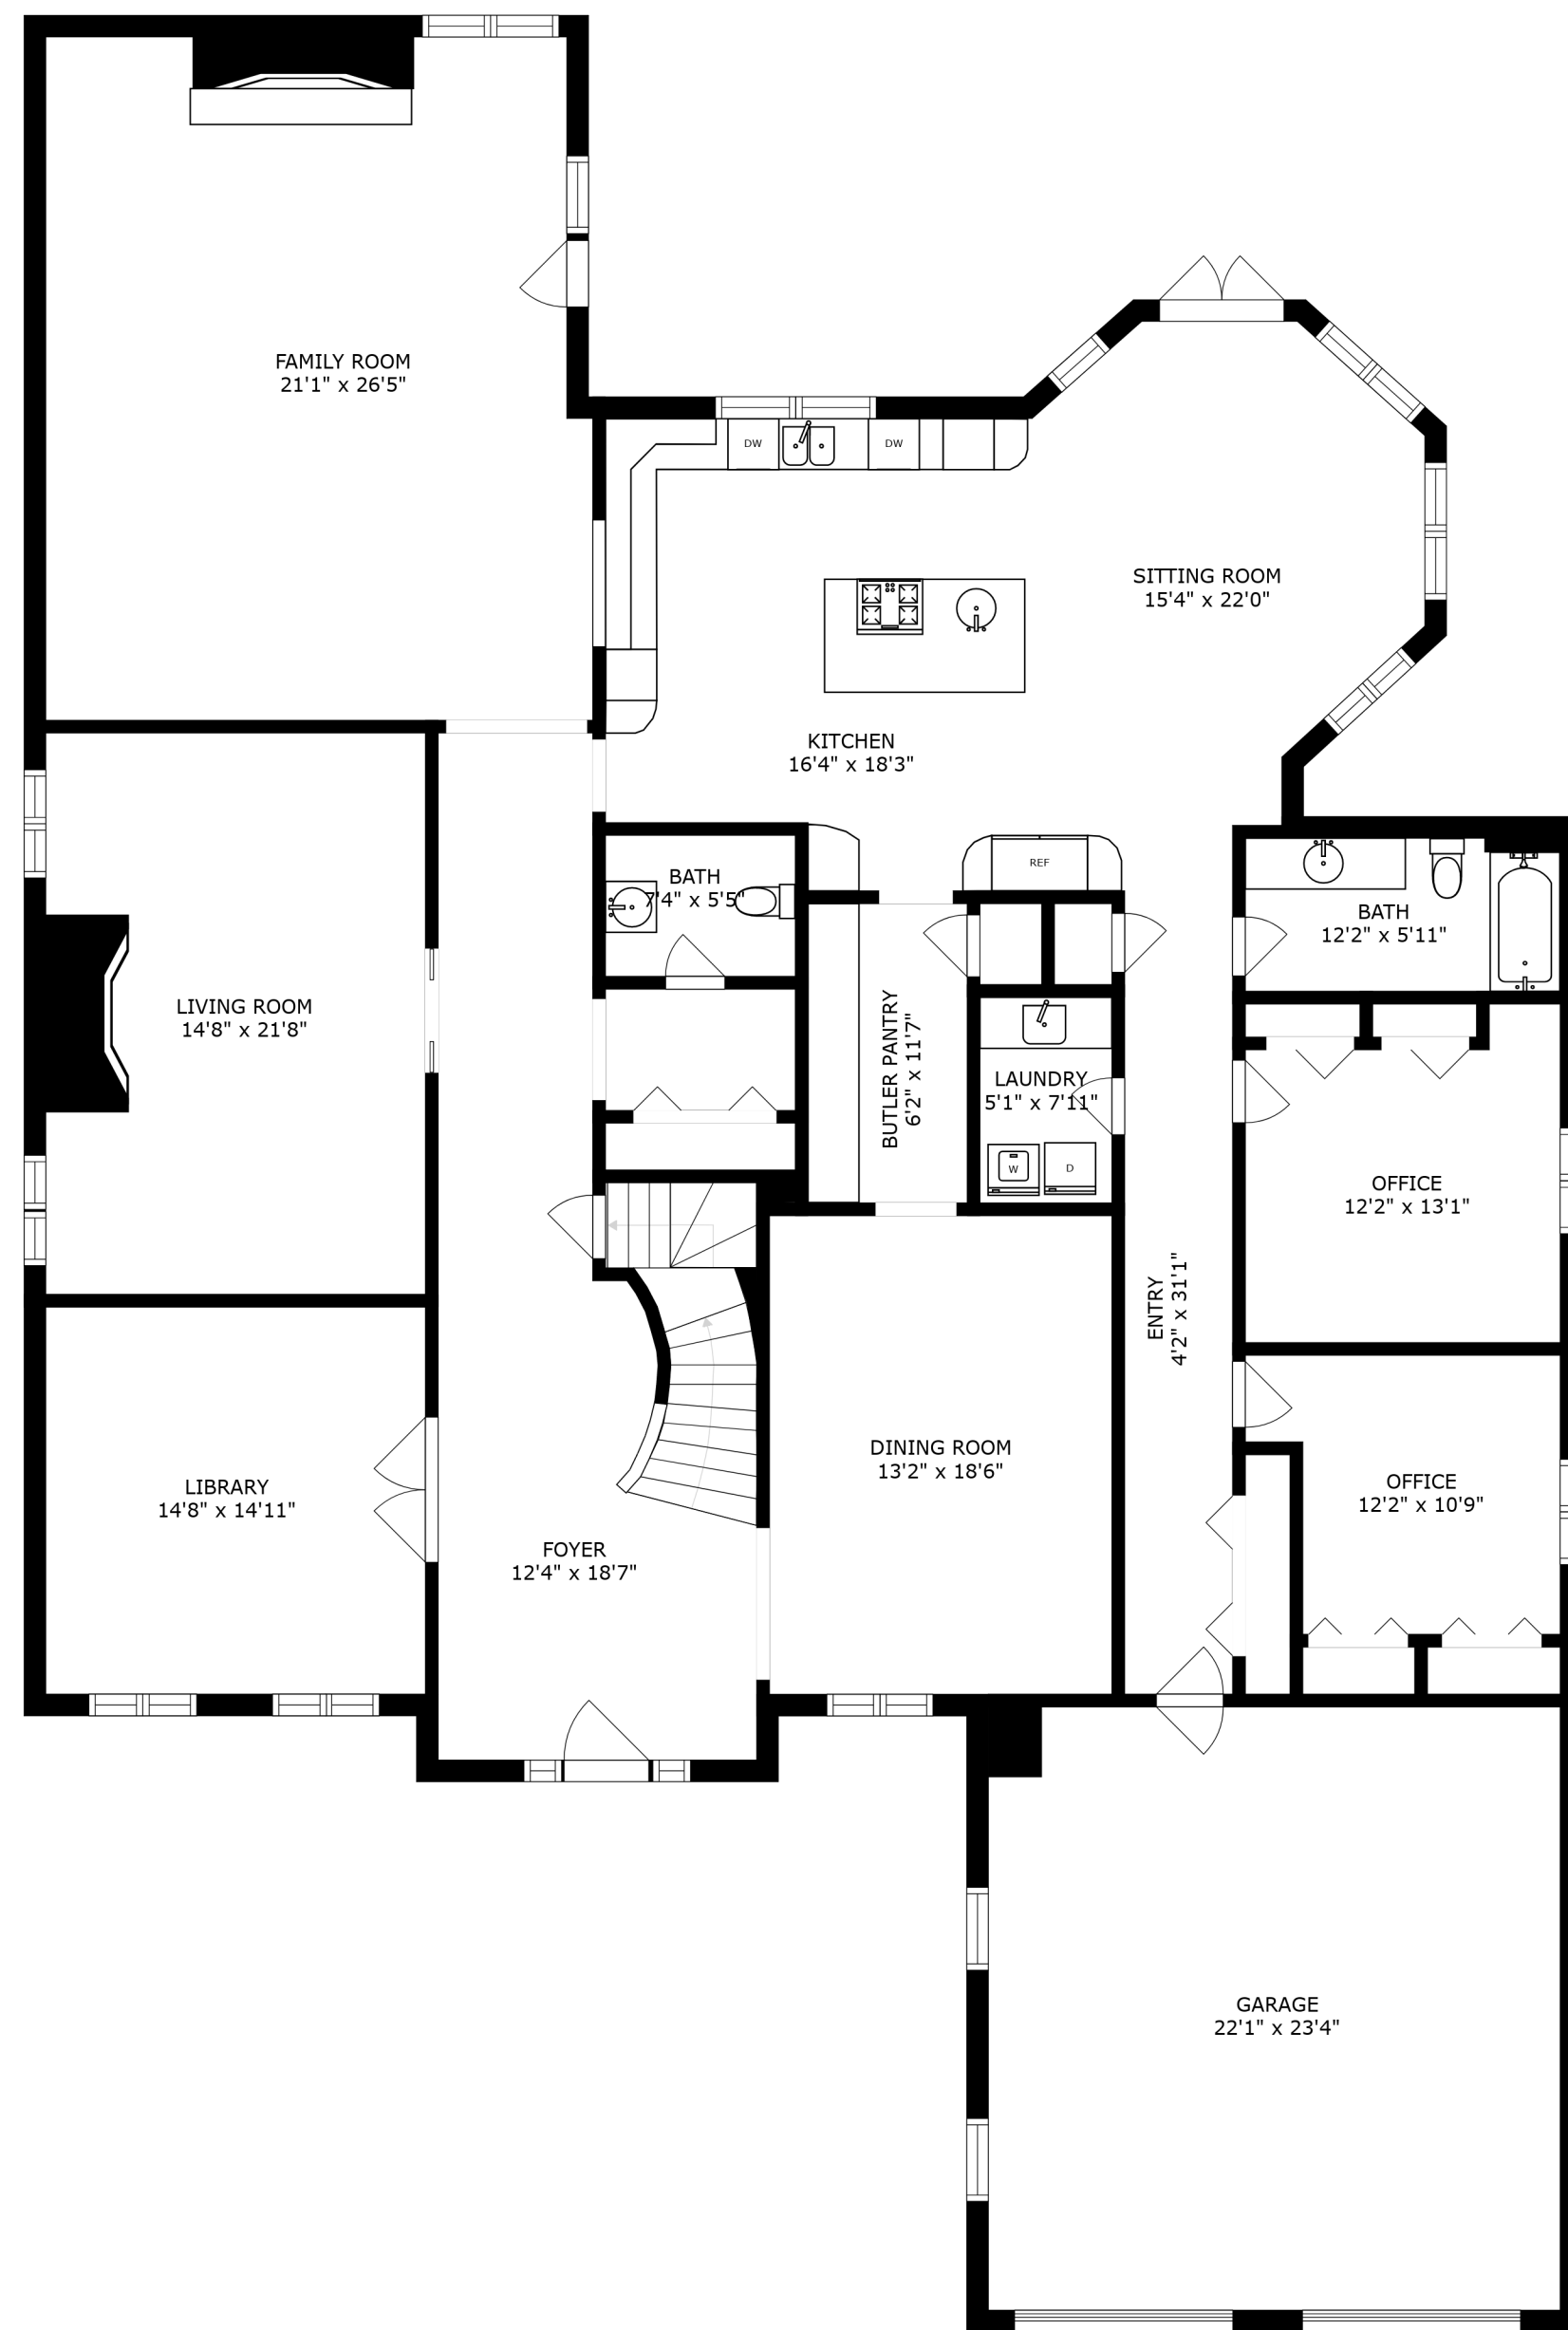 FAMILY ROOM
21'1" x 26'5"
DW
DW
SITTING ROOM
15'4" x 22'0"
KITCHEN
16'4" x 18'3"
REF
BATH
7'4" x 5'5"
BATH
12'2" x 5'11"
LIVING ROOM
14'8" x 21'8"
BUTLER PANTRY
6'2" x 11'7"
LAUNDRY
5'1" x 7'11"
W
D
OFFICE
12'2" x 13'1"
ENTRY
4'2" x 31'1"
DINING ROOM
13'2" x 18'6"
LIBRARY
14'8" x 14'11"
OFFICE
12'2" x 10'9"
FOYER
12'4" x 18'7"
GARAGE
22'1" x 23'4"